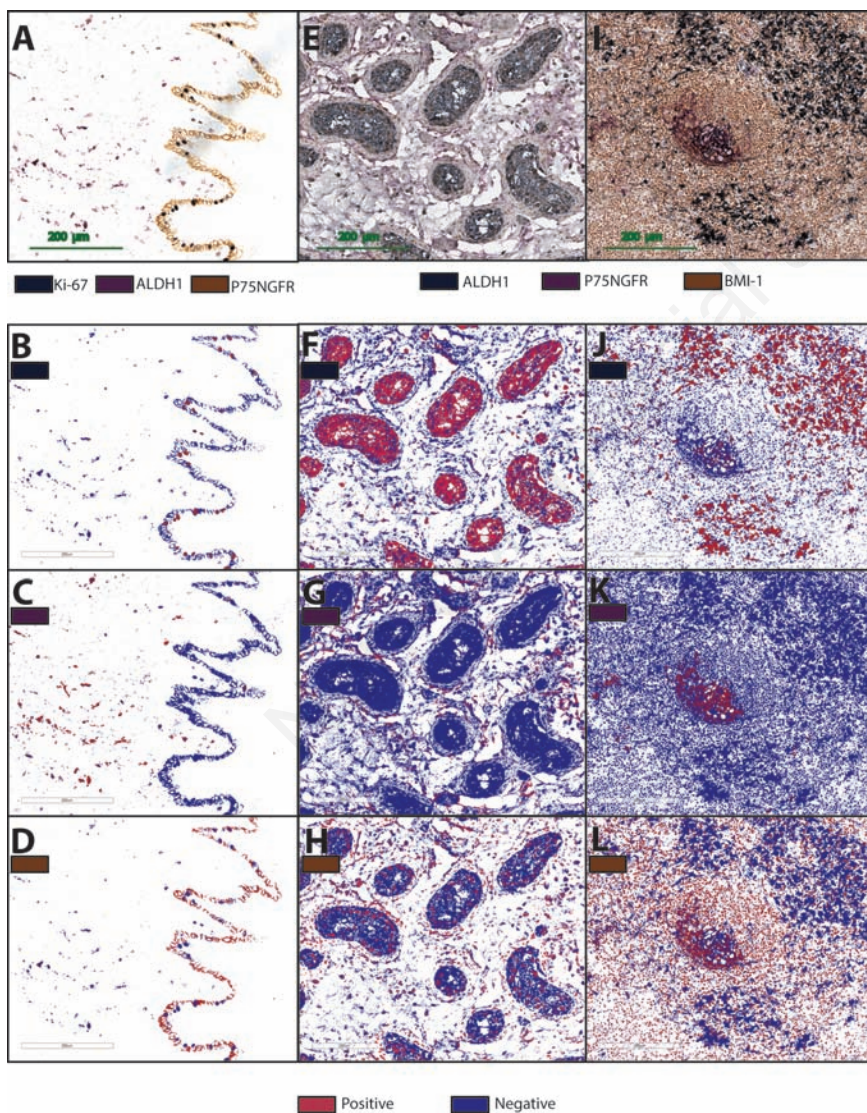 A E I
200 µm 200 µm 200 µm
Ki-67 ALDH1 P75NGFR ALDH1 P75NGFR BMI-1
B F J
C G K
D H L
Positive Negative